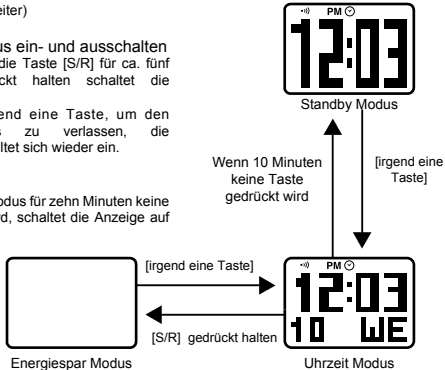 iter)
us ein- und ausschalten
die Taste [S/R] für ca. fünf
ckt halten schaltet die
end eine Taste, um den
s zu verlassen, die
ltet sich wieder ein.
odus für zehn Minuten keine
rd, schaltet die Anzeige auf
PM
12:03
Standby Modus
Wenn 10 Minuten
keine Taste
gedrückt wird
[irgend eine
Taste]
[irgend eine Taste]
[S/R] gedrückt halten
PM
12:03
10 WE
Energiespar Modus
Uhrzeit Modus